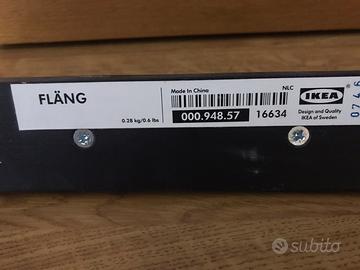 FLÄNG
0.28 kg/0.6 lbs
Made in China
NLC
000.948.57
16634
IKEA
Design and Quality
IKEA of Sweden
0746
subito